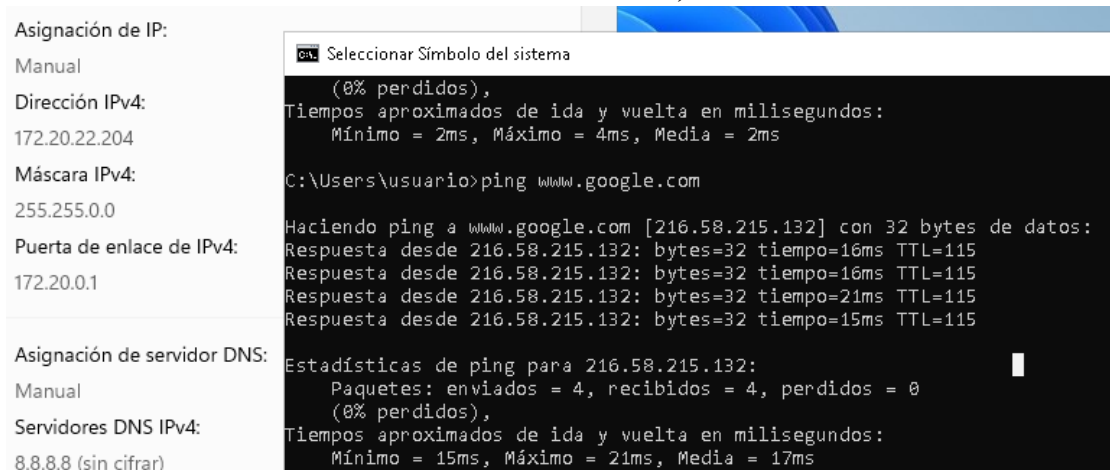 Asignación de IP:
Manual
Dirección IPv4:
172.20.22.204
Máscara IPv4:
255.255.0.0
Puerta de enlace de IPv4:
172.20.0.1
Asignación de servidor DNS:
Manual
Servidores DNS IPv4:
8.8.8.8 (sin cifrar)
Seleccionar Símbolo del sistema
(0% perdidos),
Tiempos aproximados de ida y vuelta en milisegundos:
Mínimo = 2ms, Máximo = 4ms, Media = 2ms
C:\Users\usuario>ping www.google.com
Haciendo ping a www.google.com [216.58.215.132] con 32 bytes de datos:
Respuesta desde 216.58.215.132: bytes=32 tiempo=16ms TTL=115
Respuesta desde 216.58.215.132: bytes=32 tiempo=16ms TTL=115
Respuesta desde 216.58.215.132: bytes=32 tiempo=21ms TTL=115
Respuesta desde 216.58.215.132: bytes=32 tiempo=15ms TTL=115
Estadísticas de ping para 216.58.215.132:
Paquetes: enviados = 4, recibidos = 4, perdidos = 0
(0% perdidos),
Tiempos aproximados de ida y vuelta en milisegundos:
Mínimo = 15ms, Máximo = 21ms, Media = 17ms